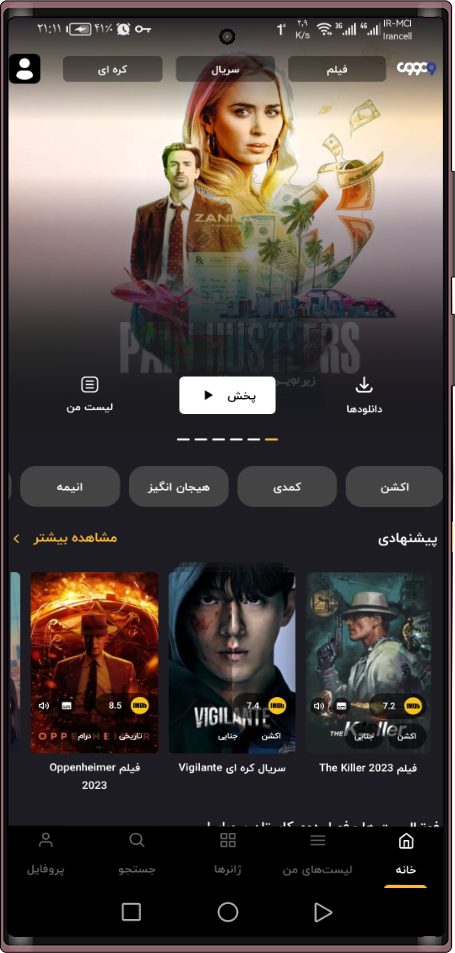 ۲۱:۱۱
۴۱٪
1°
۲٫۹ K/s
3G
4G
IR-MCI
Irancell
فیلم
سریال
کره ای
ZANNA
PAIN HUSTLERS
لیست من
پخش
دانلودها
اکشن
کمدی
هیجان انگیز
انیمه
پیشنهادی
مشاهده بیشتر
IMDb 7.2
اکشن
جنایی
THE Killer
فیلم The Killer 2023
IMDb 7.4
VIGILANTE
اکشن
جنایی
سریال کره ای Vigilante
IMDb 8.5
تاریخی
درام
OPPENHEIMER
فیلم Oppenheimer
2023
خانه
لیست‌های من
ژانرها
جستجو
پروفایل